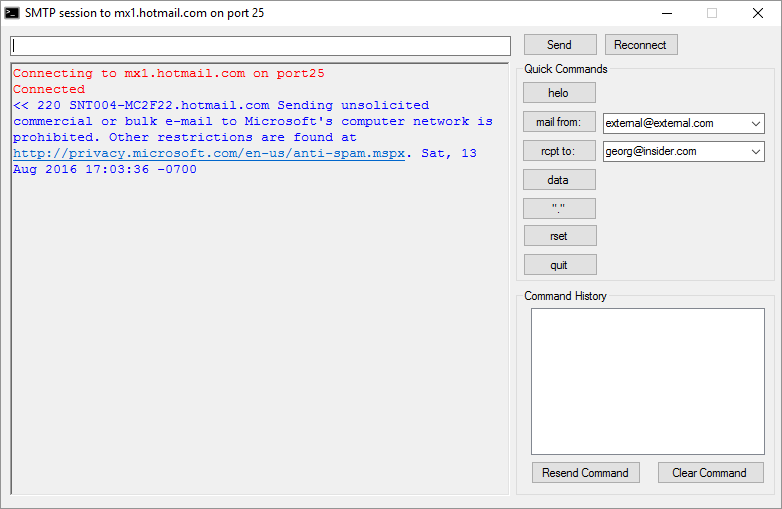 SMTP session to mx1.hotmail.com on port 25
Send
Reconnect
Connecting to mx1.hotmail.com on port25
Connected
<< 220 SNT004-MC2F22.hotmail.com Sending unsolicited
commercial or bulk e-mail to Microsoft's computer network is
prohibited. Other restrictions are found at
http://privacy.microsoft.com/en-us/anti-spam.mspx. Sat, 13
Aug 2016 17:03:36 -0700
Quick Commands
helo
mail from:
external@external.com
rcpt to:
georg@insider.com
data
"."
rset
quit
Command History
Resend Command
Clear Command